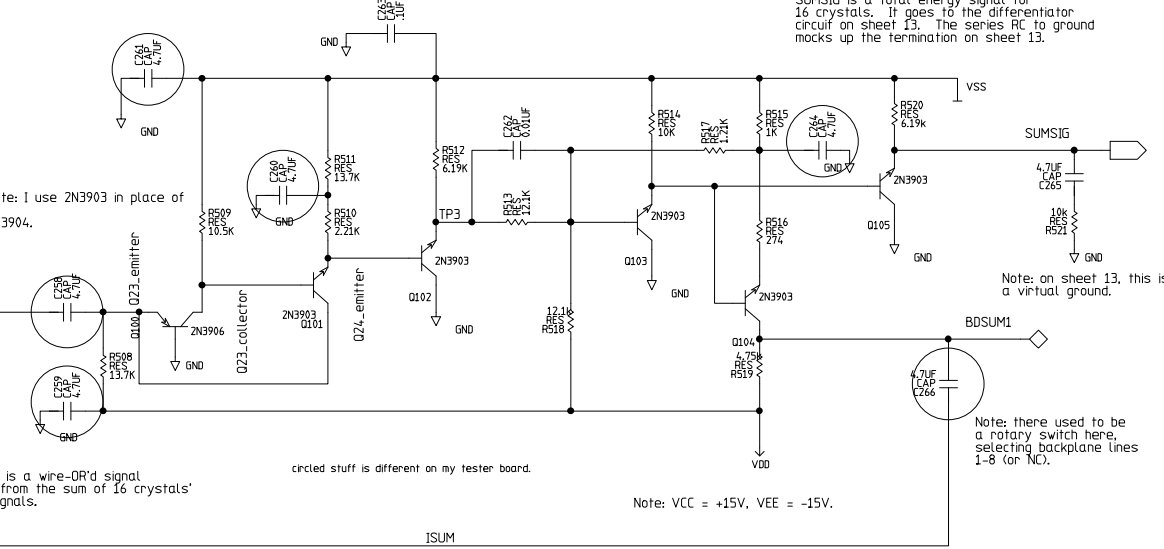 SUMSIG is a total energy signal for
16 crystals. It goes to the differentiator
circuit on sheet 13. The series RC to ground
mocks up the termination on sheet 13.
C263
CAP
.1UF
GND
C261
CAP
4.7UF
GND
VSS
R514
RES
10K
R515
RES
1K
R520
RES
6.19k
C262
CAP
0.01UF
R517
RES
1.21K
C264
CAP
4.7UF
GND
SUMSIG
R511
RES
13.7K
R512
RES
6.19K
C260
CAP
4.7UF
GND
4.7UF
CAP
C265
te: I use 2N3903 in place of
3904.
R509
RES
10.5K
R510
RES
2.21K
TP3
R513
RES
12.1K
2N3903
Q103
GND
R516
RES
274
2N3903
Q105
GND
10k
RES
R521
GND
Note: on sheet 13, this is
a virtual ground.
Q23_emitter
C258
CAP
4.7UF
Q100
2N3906
GND
Q23_collector
2N3903
Q101
Q24_emitter
2N3903
Q102
GND
12.1k
RES
R518
2N3903
Q104
BDSUM1
R508
RES
13.7K
4.75k
RES
R519
4.7UF
CAP
C266
C259
CAP
4.7UF
GND
Note: there used to be
a rotary switch here,
selecting backplane lines
1-8 (or NC).
VDD
is a wire-OR'd signal
from the sum of 16 crystals'
gnals.
circled stuff is different on my tester board.
Note: VCC = +15V, VEE = -15V.
ISUM